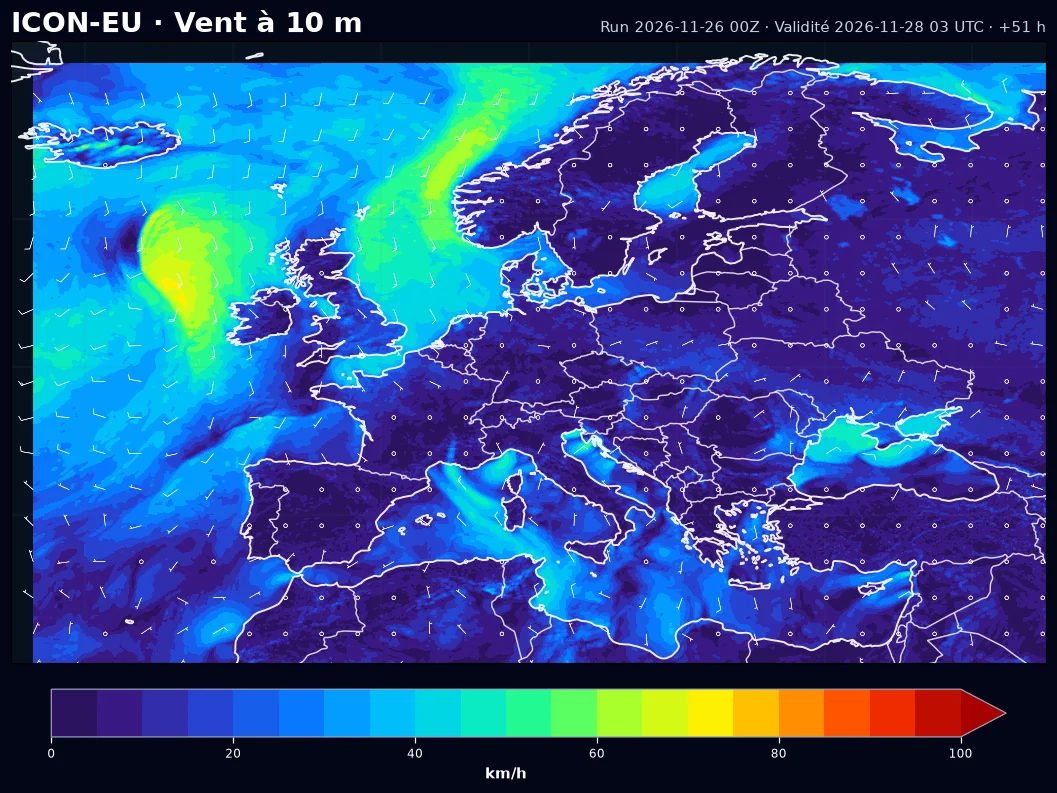 ICON-EU · Vent à 10 m
Run 2026-11-26 00Z · Validité 2026-11-28 03 UTC · +51 h
0 20 40 60 80 100
km/h